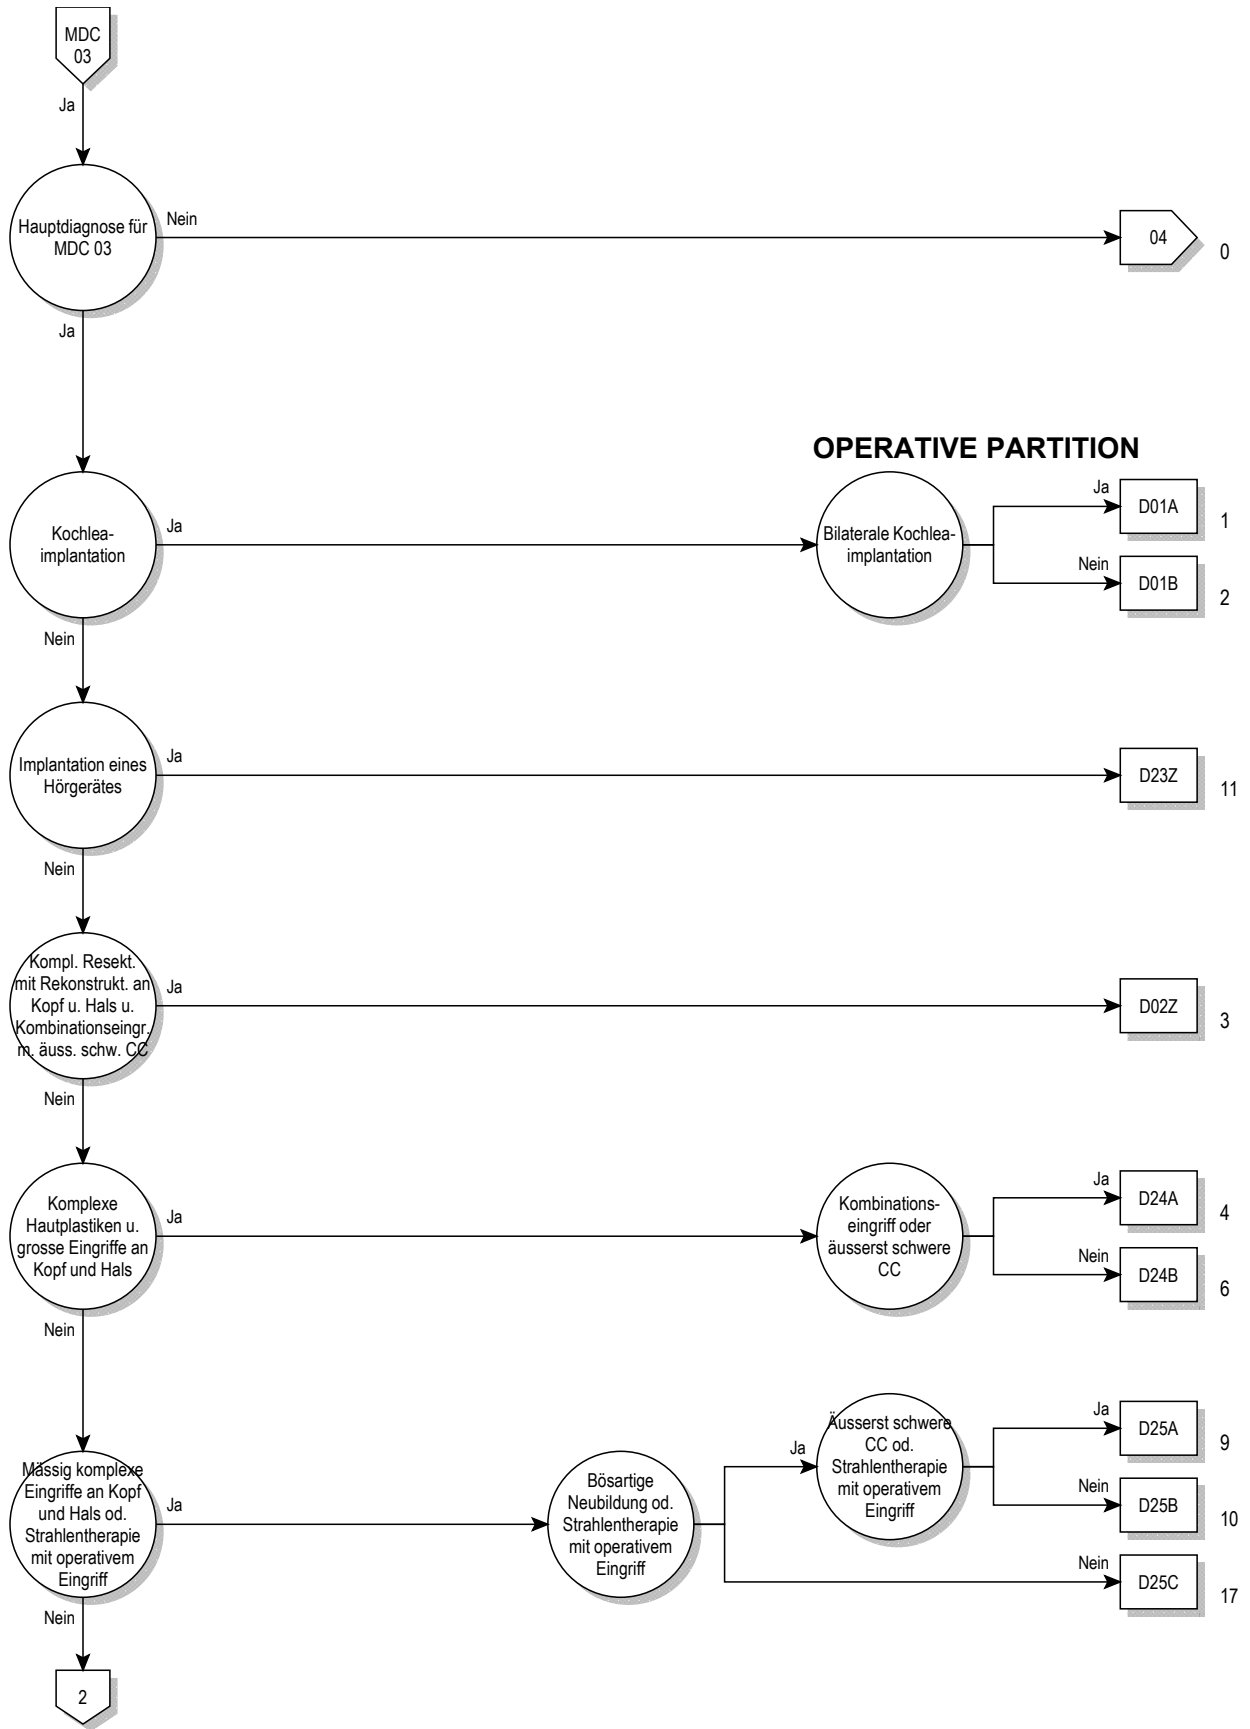 MDC
03
Ja
Hauptdiagnose für
MDC 03
Nein
04
0
Ja
OPERATIVE PARTITION
Kochlea-
implantation
Ja
Bilaterale Kochlea-
implantation
Ja
D01A
1
Nein
D01B
2
Nein
Implantation eines
Hörgerätes
Ja
D23Z
11
Nein
Kompl. Resekt.
mit Rekonstrukt. an
Kopf u. Hals u.
Kombinationseingr.
m. äuss. schw. CC
Ja
D02Z
3
Nein
Komplexe
Hautplastiken u.
grosse Eingriffe an
Kopf und Hals
Ja
Kombinations-
eingriff oder
äusserst schwere
CC
Ja
D24A
4
Nein
D24B
6
Nein
Mässig komplexe
Eingriffe an Kopf
und Hals od.
Strahlentherapie
mit operativem
Eingriff
Ja
Bösartige
Neubildung od.
Strahlentherapie
mit operativem
Eingriff
Ja
Äusserst schwere
CC od.
Strahlentherapie
mit operativem
Eingriff
Ja
D25A
9
Nein
D25B
10
Nein
D25C
17
Nein
2